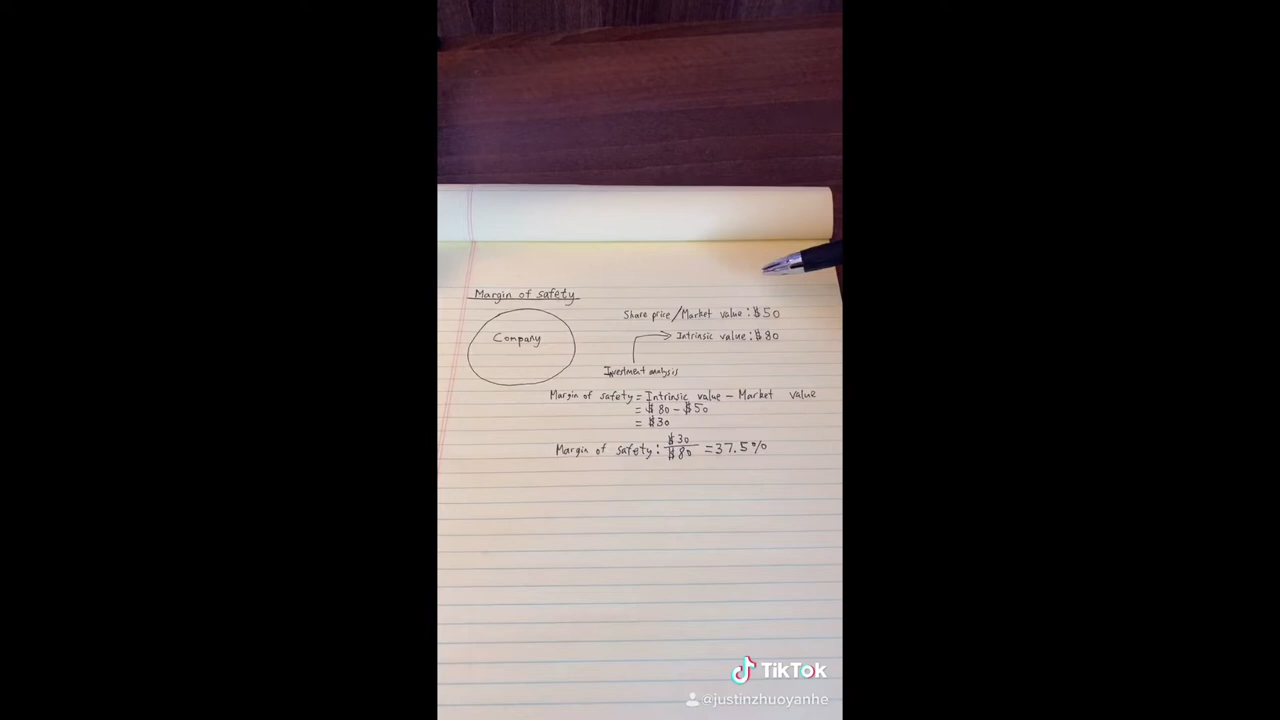 Margin of safety
Company
Share price/Market value: $50
Intrinsic value: $80
Investment analysis
Margin of safety = Intrinsic value - Market value
= $80 - $50
= $30
Margin of safety: $30/$80 = 37.5%
TikTok
@justinzhuoyanhe